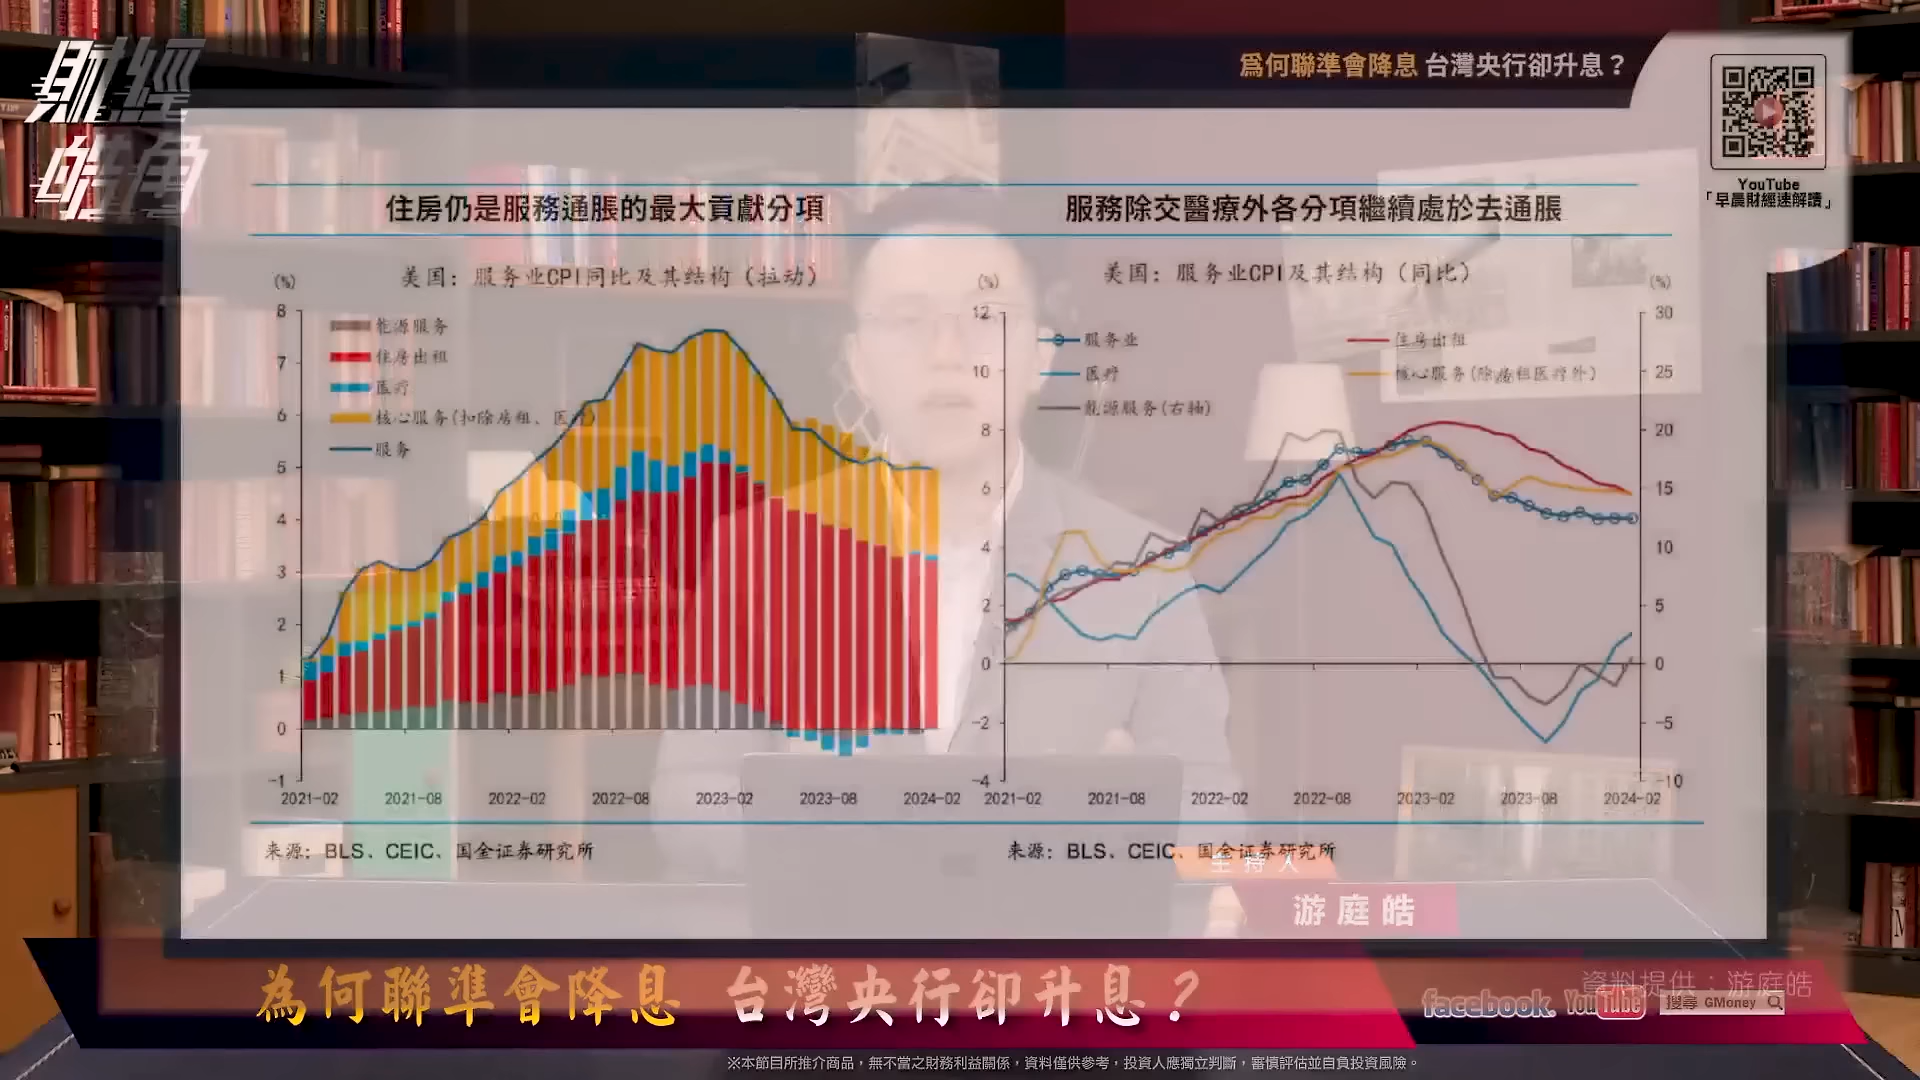 財經
皓角
爲何聯準會降息 台灣央行卻升息？
YouTube
「早晨財經速解讀」
住房仍是服務通脹的最大貢獻分項
美国：服务业CPI同比及其结构（拉动）
(%)
8
7
6
5
4
3
2
1
0
-1
能源服务
住房出租
医疗
核心服务(扣除房租、医疗)
服务
2021-02
2021-08
2022-02
2022-08
2023-02
2023-08
2024-02
来源：BLS、CEIC、国金证券研究所
服務除交醫療外各分項繼續處於去通脹
美国：服务业CPI及其结构（同比）
(%)
12
10
8
6
4
2
0
-2
-4
(%)
30
25
20
15
10
5
0
-5
-10
服务业
住房出租
医疗
核心服务(除房租医疗外)
能源服务(右轴)
2021-02
2021-08
2022-02
2022-08
2023-02
2023-08
2024-02
来源：BLS、CEIC、国金证券研究所
主持人
游庭皓
為何聯準會降息 台灣央行卻升息？
資料提供：游庭皓
facebook. YouTube 搜尋 GMoney
※本節目所推介商品，無不當之財務利益關係，資料僅供參考，投資人應獨立判斷，審慎評估並自負投資風險。